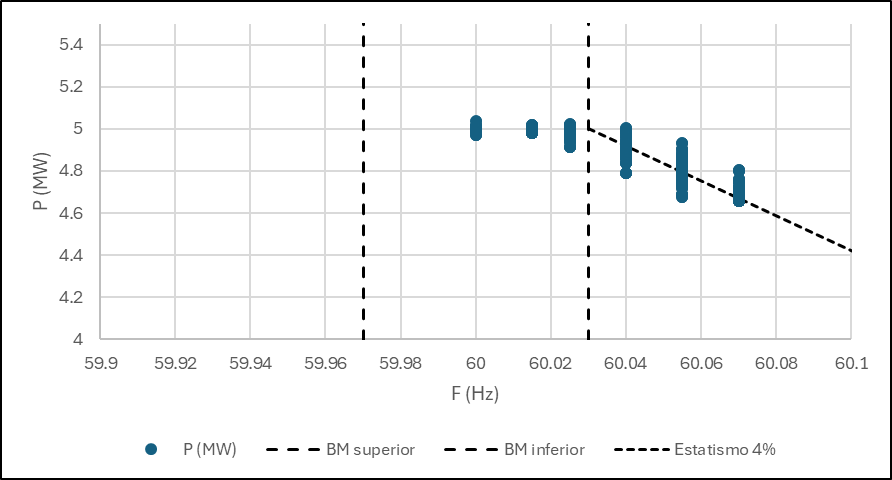 5.4
5.2
5
4.8
4.6
4.4
4.2
4
P (MW)
59.9 59.92 59.94 59.96 59.98 60 60.02 60.04 60.06 60.08 60.1
F (Hz)
P (MW) BM superior BM inferior Estatismo 4%